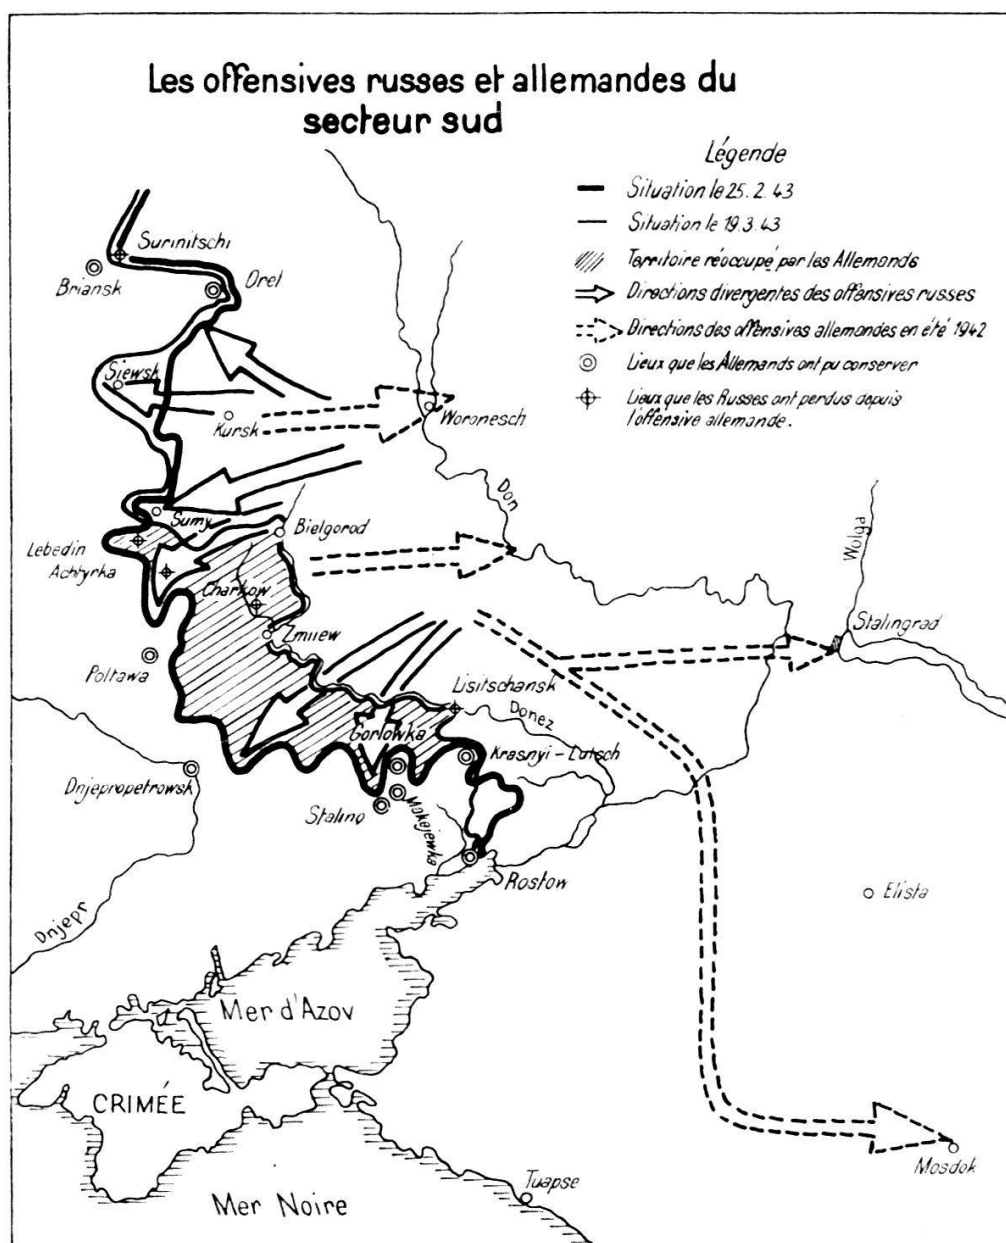 Les offensives russes et allemandes du
secteur sud
Légende
Situation le 25.2.43
Situation le 19.3.43
Territoire réoccupé par les Allemands
Directions divergentes des offensives russes
Directions des offensives allemandes en été 1942
Lieux que les Allemands ont pu conserver
Lieux que les Russes ont perdus depuis
l'offensive allemande.
Surinitschi
Briansk
Orel
Siewsk
Kursk
Woronesch
Don
Sumy
Bielgorod
Lebedin
Achtyrka
Wolga
Charkow
Zmijew
Stalingrad
Poltawa
Lisitschansk
Donez
Gorlowka
Krasnyi-Lutsch
Dnjepropetrowsk
Stalino
Makejewka
Rostow
Elista
Dnjepr
Mer d'Azov
CRIMÉE
Mosdok
Tuapse
Mer Noire